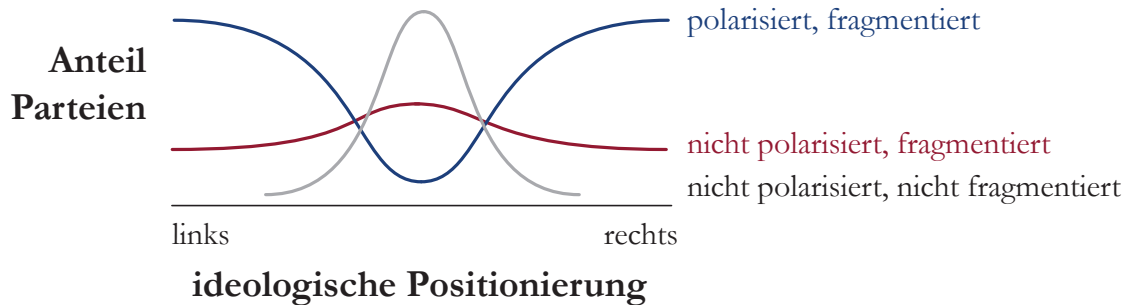 polarisiert, fragmentiert
Anteil
Parteien
nicht polarisiert, fragmentiert
nicht polarisiert, nicht fragmentiert
links
rechts
ideologische Positionierung